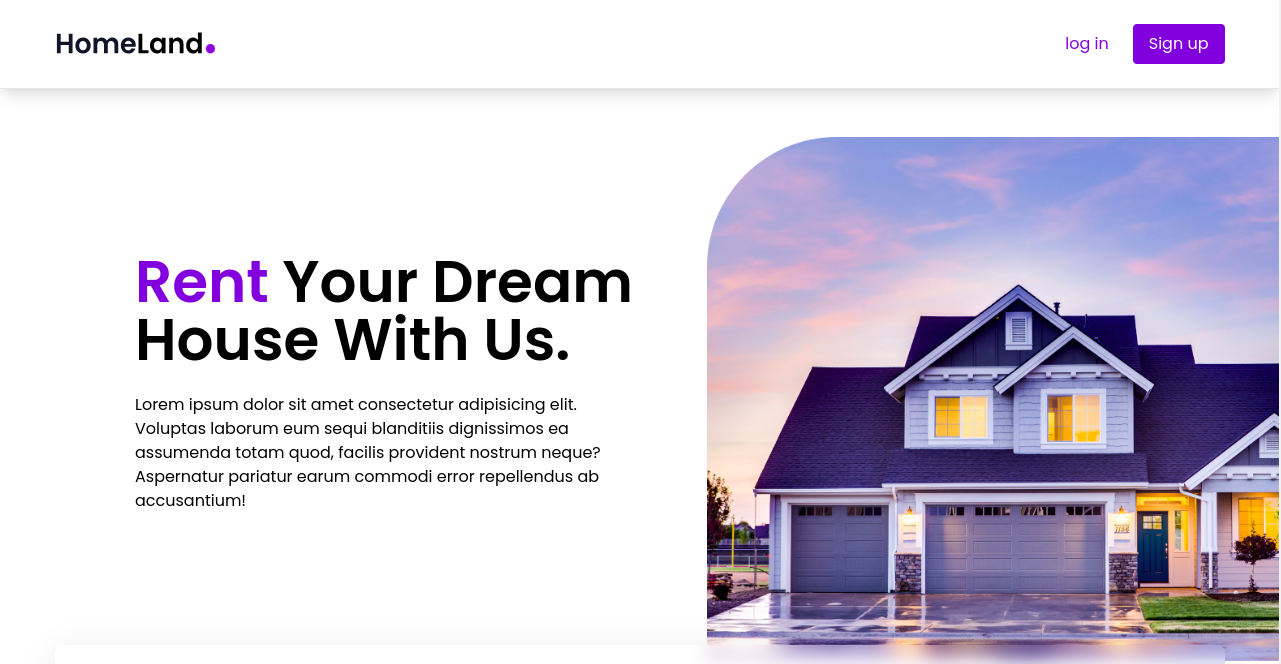 HomeLand.
log in
Sign up
Rent Your Dream
House With Us.
Lorem ipsum dolor sit amet consectetur adipisicing elit.
Voluptas laborum eum sequi blanditiis dignissimos ea
assumenda totam quod, facilis provident nostrum neque?
Aspernatur pariatur earum commodi error repellendus ab
accusantium!